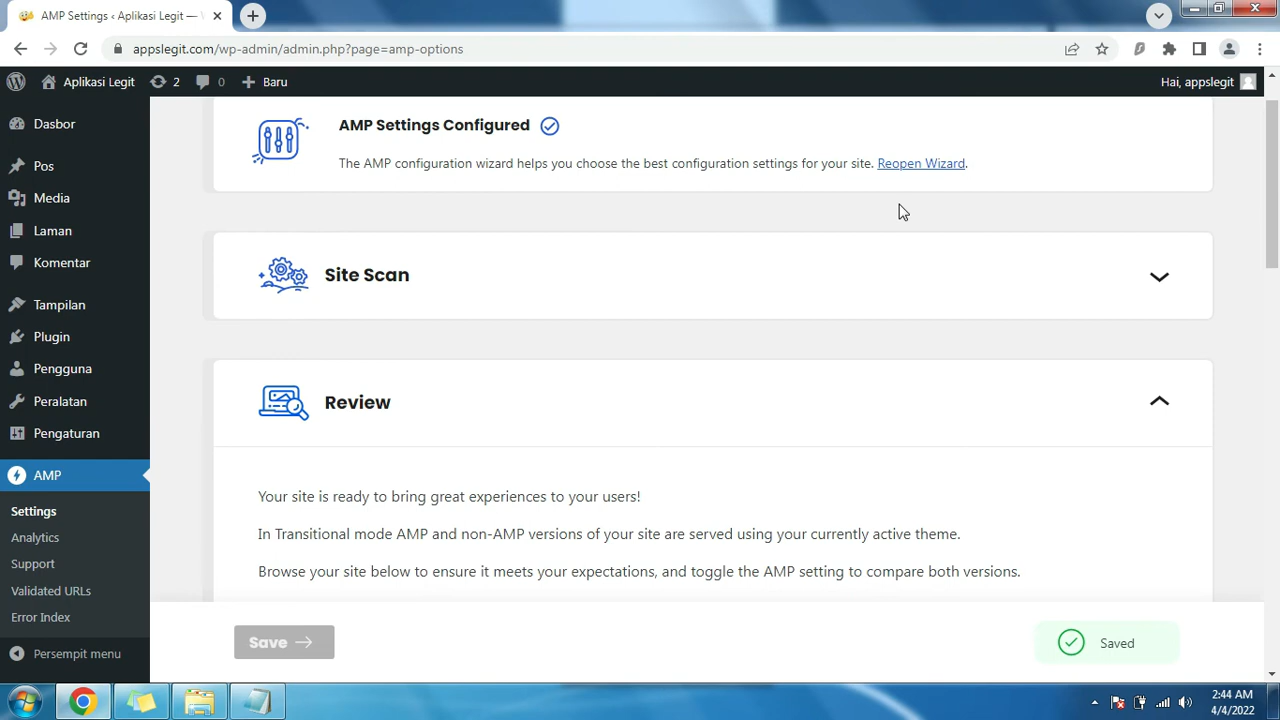 AMP Settings ‹ Aplikasi Legit —
appslegit.com/wp-admin/admin.php?page=amp-options
Aplikasi Legit 2 0 Baru Hai, appslegit
Dasbor
Pos
Media
Laman
Komentar
Tampilan
Plugin
Pengguna
Peralatan
Pengaturan
AMP
Settings
Analytics
Support
Validated URLs
Error Index
Persempit menu
AMP Settings Configured
The AMP configuration wizard helps you choose the best configuration settings for your site. Reopen Wizard.
Site Scan
Review
Your site is ready to bring great experiences to your users!
In Transitional mode AMP and non-AMP versions of your site are served using your currently active theme.
Browse your site below to ensure it meets your expectations, and toggle the AMP setting to compare both versions.
Save
Saved
2:44 AM
4/4/2022